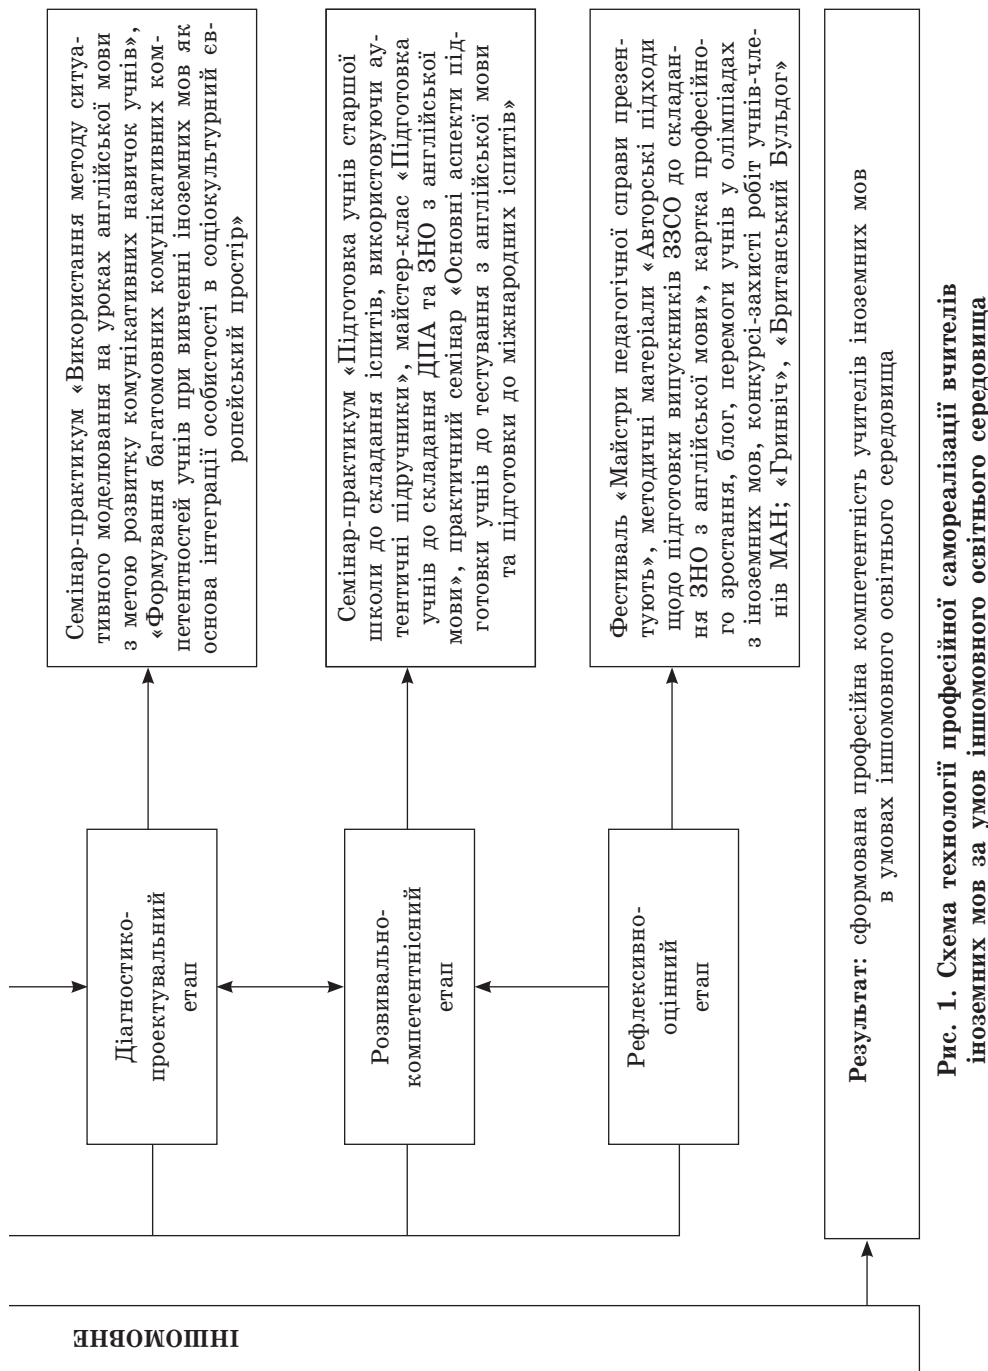 ІНШОМОВНЕ
Діагностико-
проектувальний
етап
Семінар-практикум «Використання методу ситуа-
тивного моделювання на уроках англійської мови
з метою розвитку комунікативних навичок учнів»,
«Формування багатомовних комунікативних ком-
петентностей учнів при вивченні іноземних мов як
основа інтеграції особистості в соціокультурний єв-
ропейський простір»
Розвивально-
компетентнісний
етап
Семінар-практикум «Підготовка учнів старшої
школи до складання іспитів, використовуючи ау-
тентичні підручники», майстер-клас «Підготовка
учнів до складання ДПА та ЗНО з англійської
мови», практичний семінар «Основні аспекти під-
готовки учнів до тестування з англійської мови
та підготовки до міжнародних іспитів»
Рефлексивно-
оцінний
етап
Фестиваль «Майстри педагогічної справи презен-
тують», методичні матеріали «Авторські підходи
щодо підготовки випускників ЗЗСО до складан-
ня ЗНО з англійської мови», картка професійно-
го зростання, блог, перемоги учнів у олімпіадах
з іноземних мов, конкурсі-захисті робіт учнів-чле-
нів МАН; «Гринвіч», «Британський Бульдог»
Результат: сформована професійна компетентність учителів іноземних мов
в умовах іншомовного освітнього середовища
Рис. 1. Схема технології професійної самореалізації вчителів
іноземних мов за умов іншомовного освітнього середовища